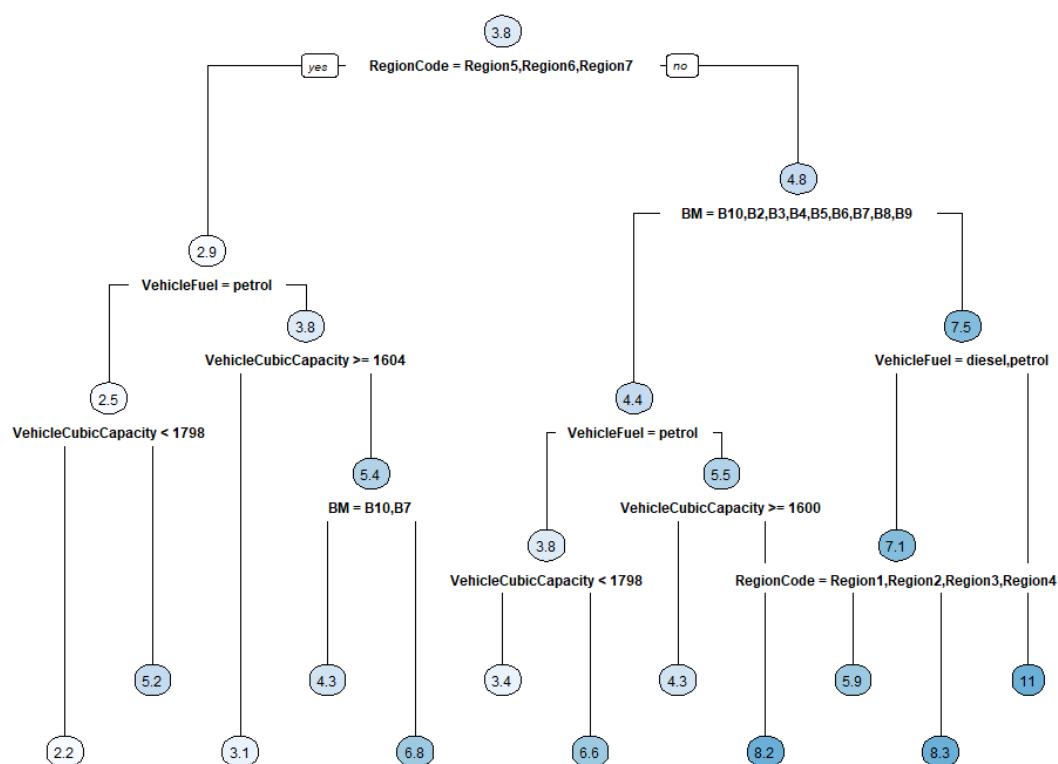 3.8
yes RegionCode = Region5,Region6,Region7 no
4.8
BM = B10,B2,B3,B4,B5,B6,B7,B8,B9
2.9
VehicleFuel = petrol
3.8
7.5
VehicleCubicCapacity >= 1604
VehicleFuel = diesel,petrol
2.5
4.4
VehicleCubicCapacity < 1798
VehicleFuel = petrol
5.4
5.5
BM = B10,B7
VehicleCubicCapacity >= 1600
3.8
7.1
VehicleCubicCapacity < 1798
RegionCode = Region1,Region2,Region3,Region4
5.2 4.3 3.4 4.3 5.9 11
2.2 3.1 6.8 6.6 8.2 8.3